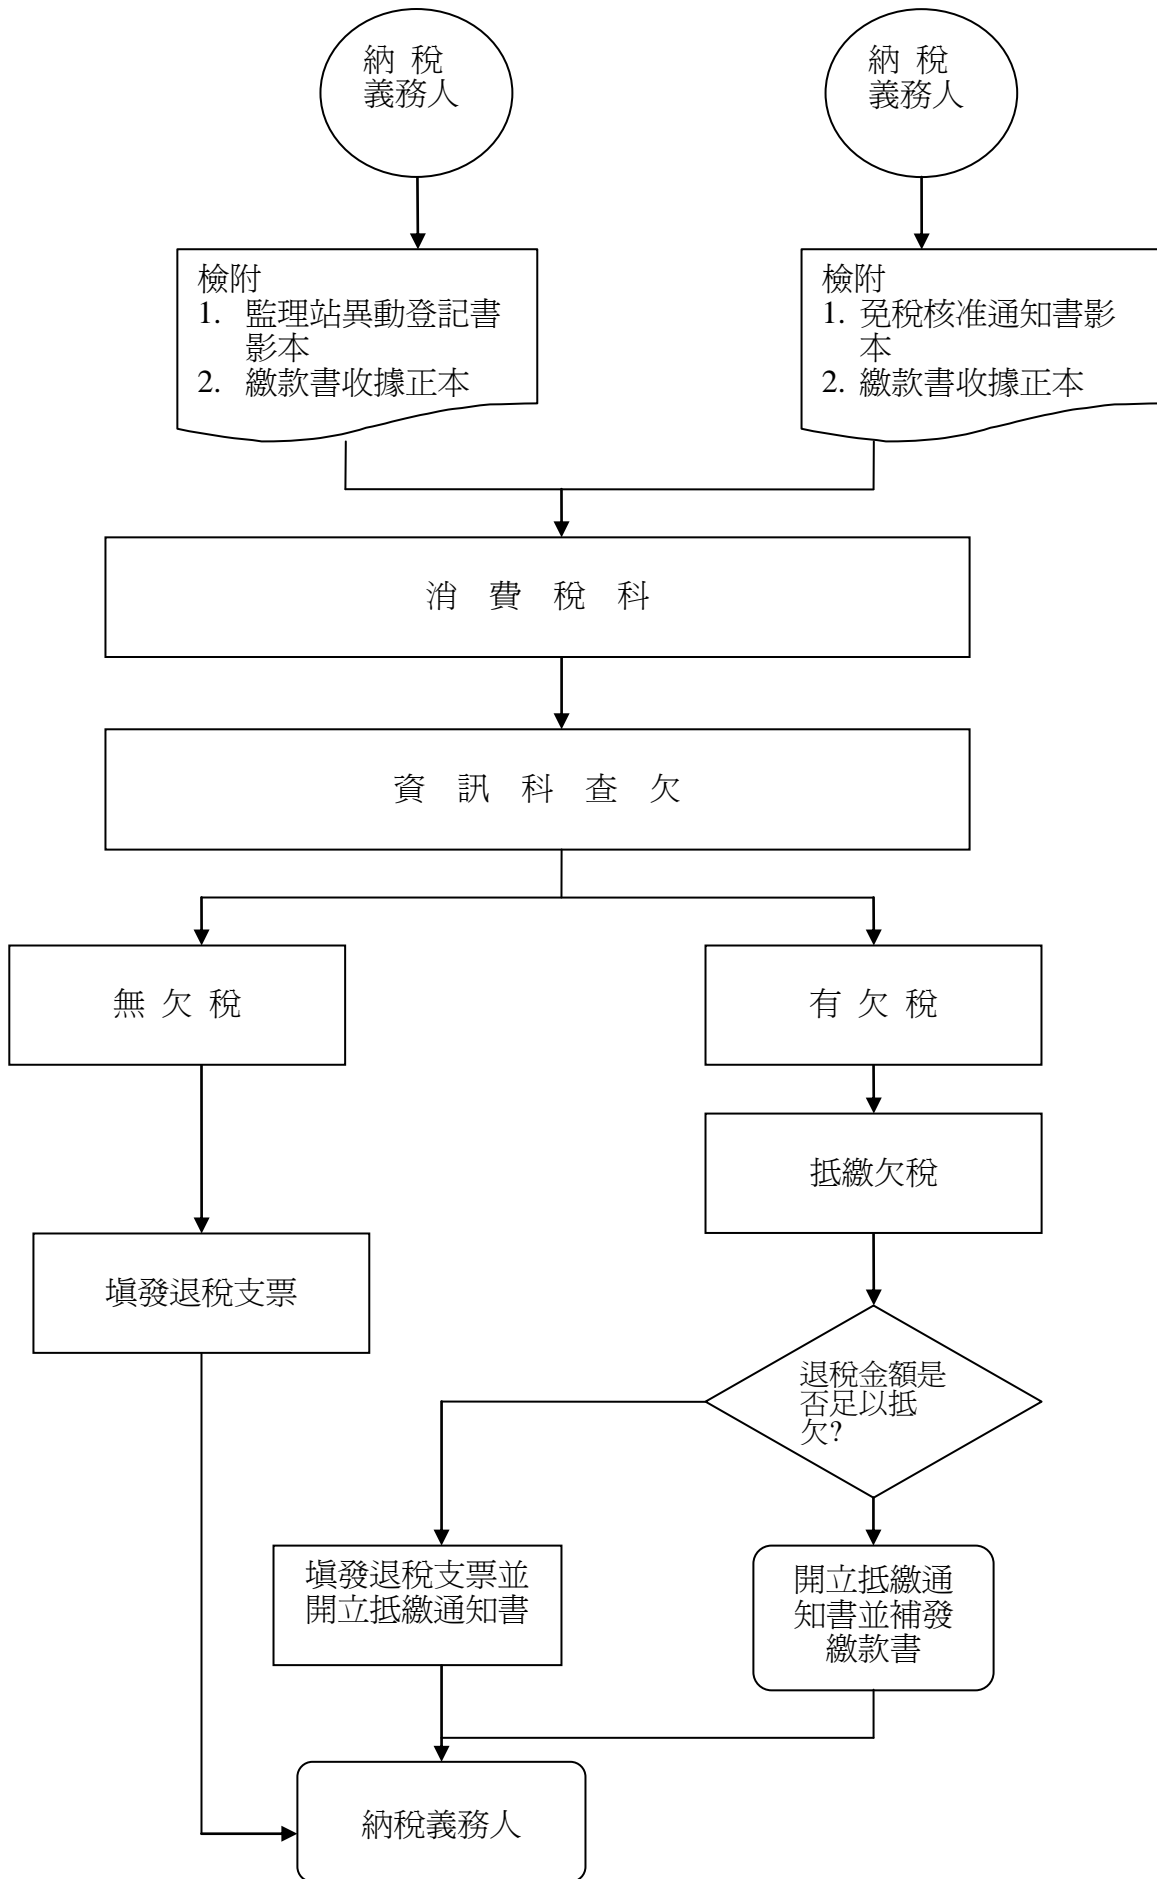 納 稅
義務人
納 稅
義務人
檢附
1. 監理站異動登記書
影本
2. 繳款書收據正本
檢附
1. 免稅核准通知書影
本
2. 繳款書收據正本
消 費 稅 科
資 訊 科 查 欠
無 欠 稅
有 欠 稅
抵繳欠稅
填發退稅支票
退稅金額是
否足以抵
欠?
填發退稅支票並
開立抵繳通知書
開立抵繳通
知書並補發
繳款書
納稅義務人